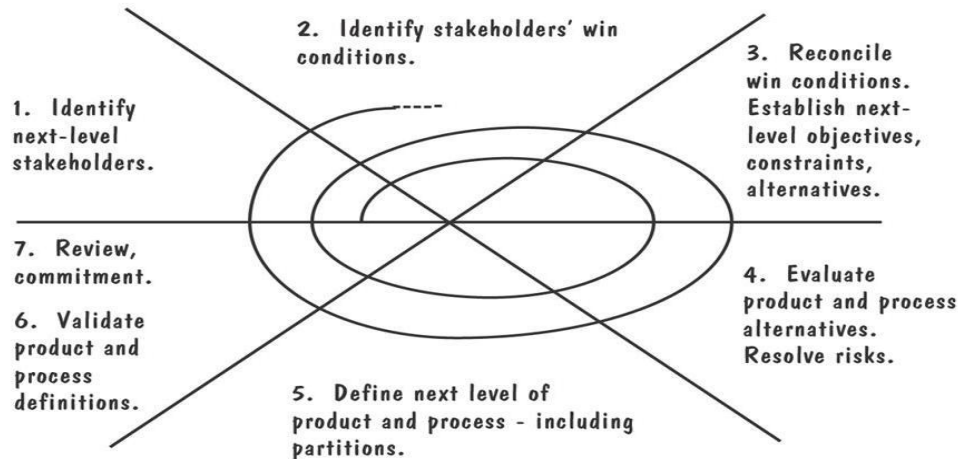 1. Identify
next-level
stakeholders.
2. Identify stakeholders' win
conditions.
3. Reconcile
win conditions.
Establish next-
level objectives,
constraints,
alternatives.
4. Evaluate
product and process
alternatives.
Resolve risks.
5. Define next level of
product and process - including
partitions.
6. Validate
product and
process
definitions.
7. Review,
commitment.